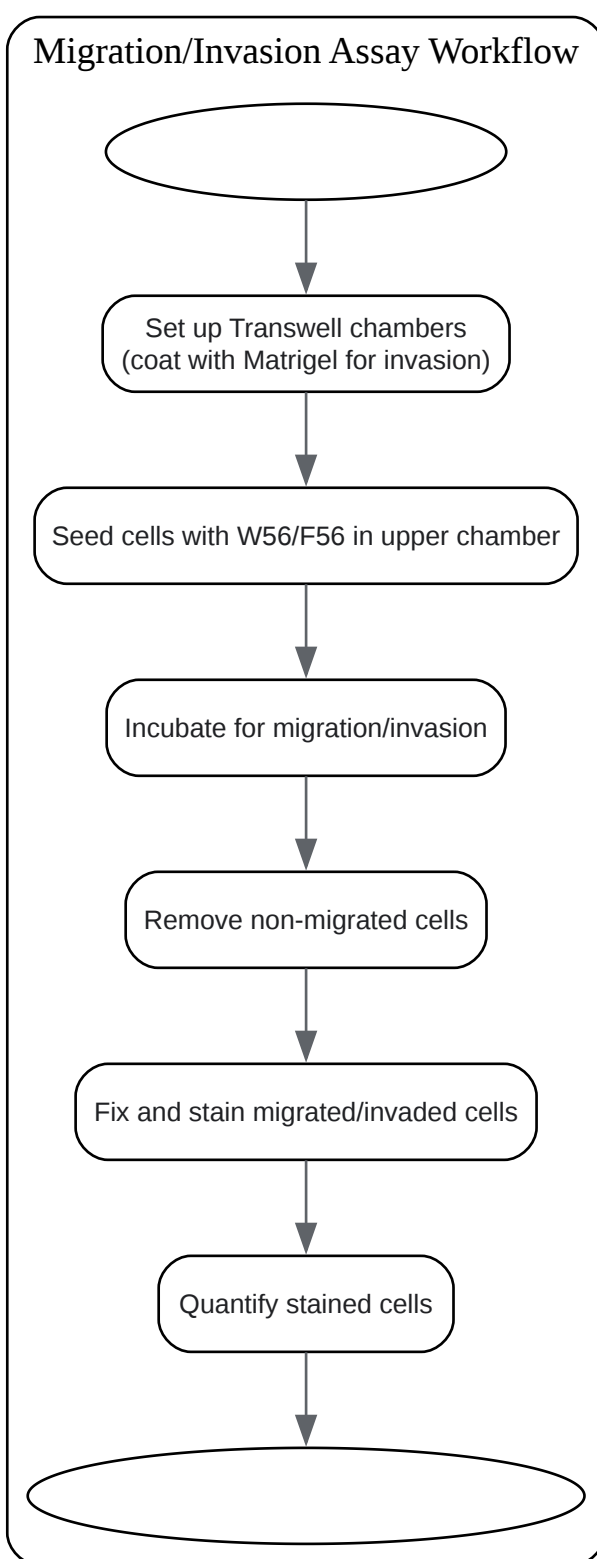 Migration/Invasion Assay Workflow
Set up Transwell chambers
(coat with Matrigel for invasion)
Seed cells with W56/F56 in upper chamber
Incubate for migration/invasion
Remove non-migrated cells
Fix and stain migrated/invaded cells
Quantify stained cells